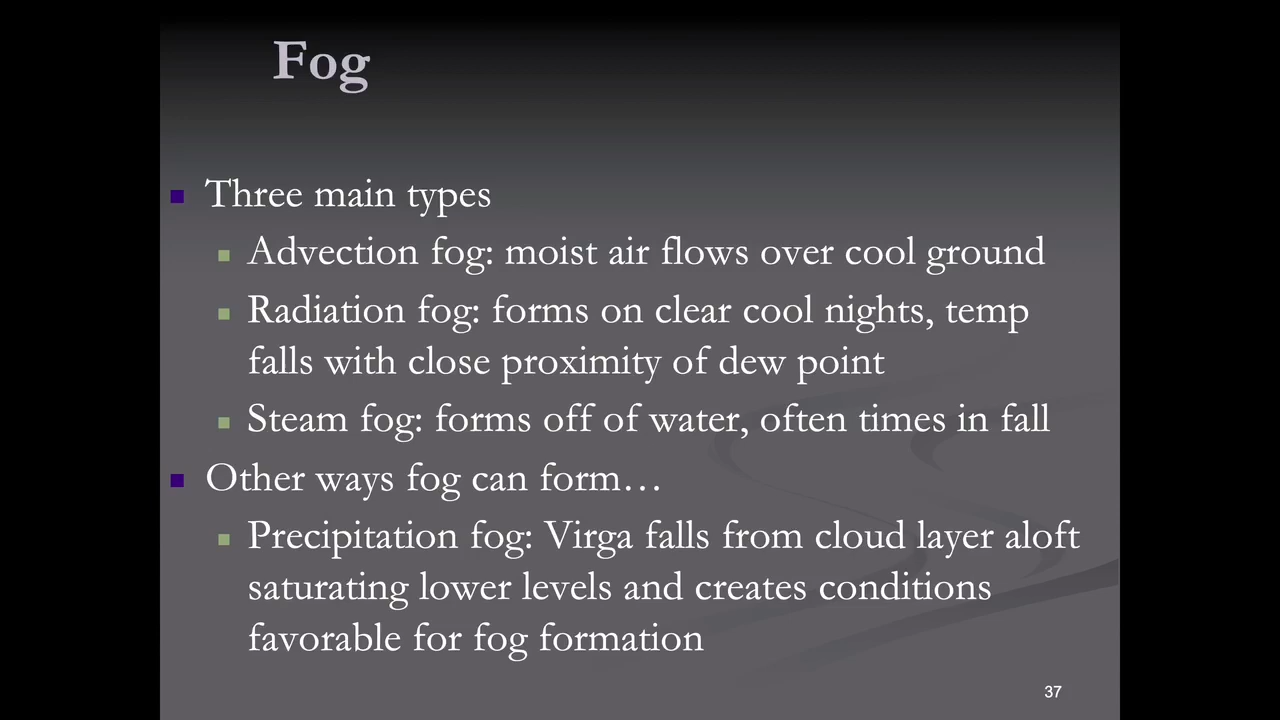 Fog
Three main types
Advection fog: moist air flows over cool ground
Radiation fog: forms on clear cool nights, temp
falls with close proximity of dew point
Steam fog: forms off of water, often times in fall
Other ways fog can form…
Precipitation fog: Virga falls from cloud layer aloft
saturating lower levels and creates conditions
favorable for fog formation
37